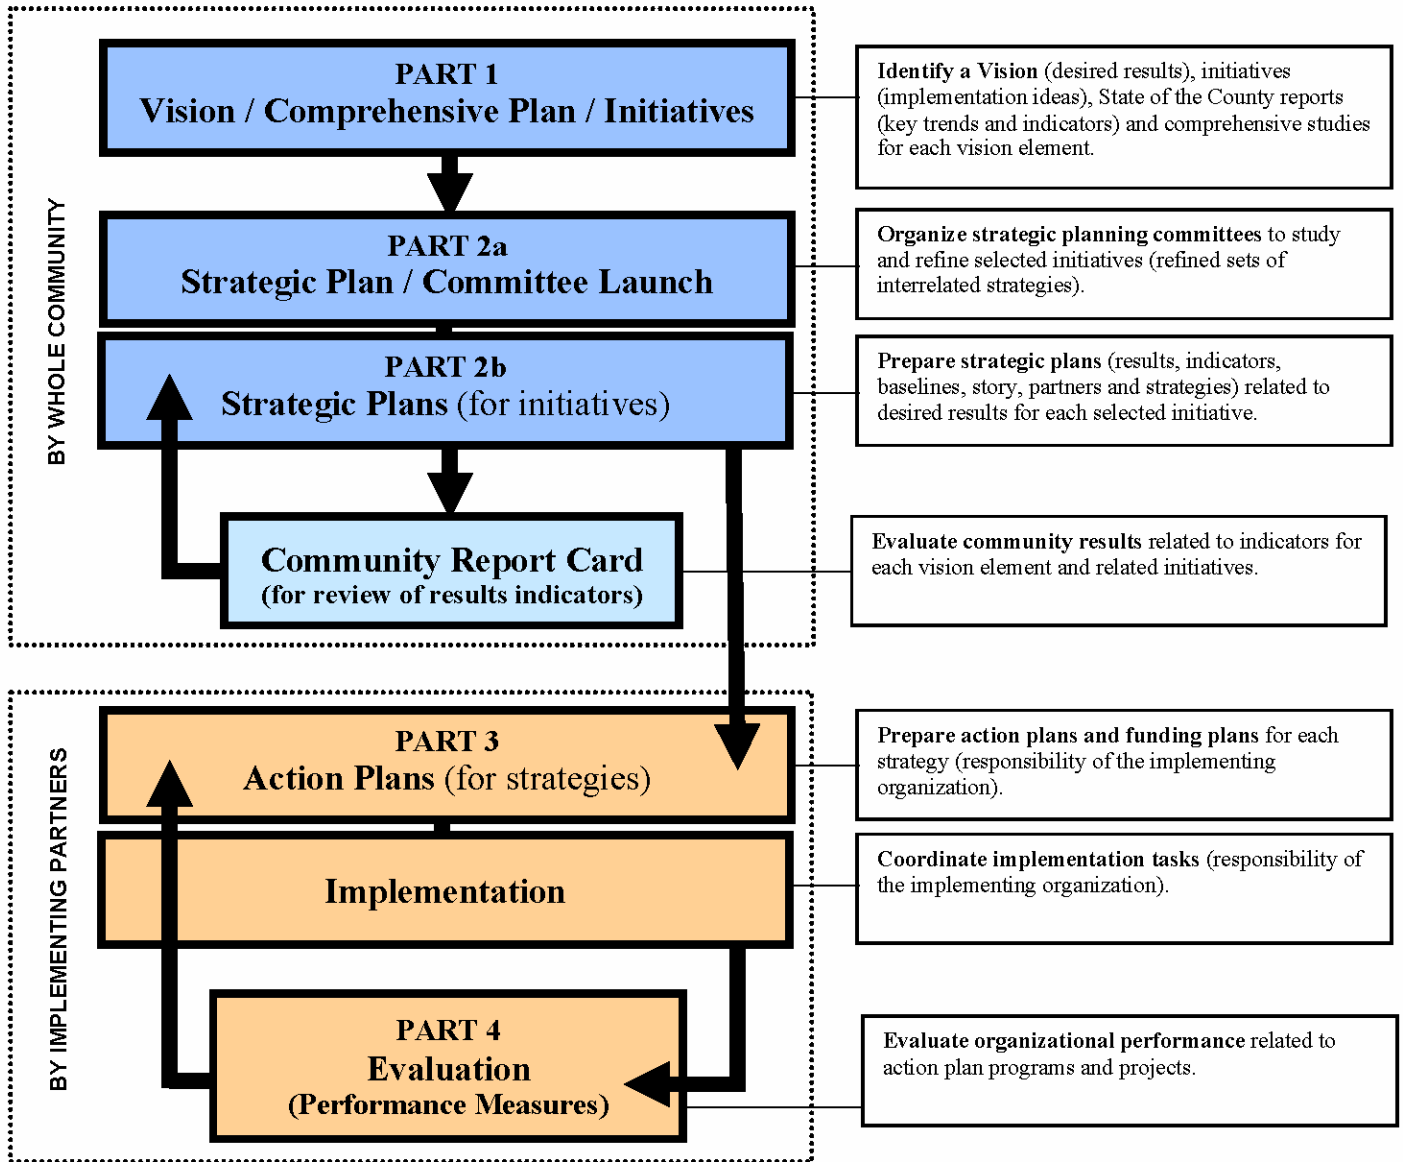 BY WHOLE COMMUNITY
PART 1
Vision / Comprehensive Plan / Initiatives
Identify a Vision (desired results), initiatives
(implementation ideas), State of the County reports
(key trends and indicators) and comprehensive studies
for each vision element.
PART 2a
Strategic Plan / Committee Launch
Organize strategic planning committees to study
and refine selected initiatives (refined sets of
interrelated strategies).
PART 2b
Strategic Plans (for initiatives)
Prepare strategic plans (results, indicators,
baselines, story, partners and strategies) related to
desired results for each selected initiative.
Community Report Card
(for review of results indicators)
Evaluate community results related to indicators for
each vision element and related initiatives.
BY IMPLEMENTING PARTNERS
PART 3
Action Plans (for strategies)
Prepare action plans and funding plans for each
strategy (responsibility of the implementing
organization).
Implementation
Coordinate implementation tasks (responsibility of
the implementing organization).
PART 4
Evaluation
(Performance Measures)
Evaluate organizational performance related to
action plan programs and projects.